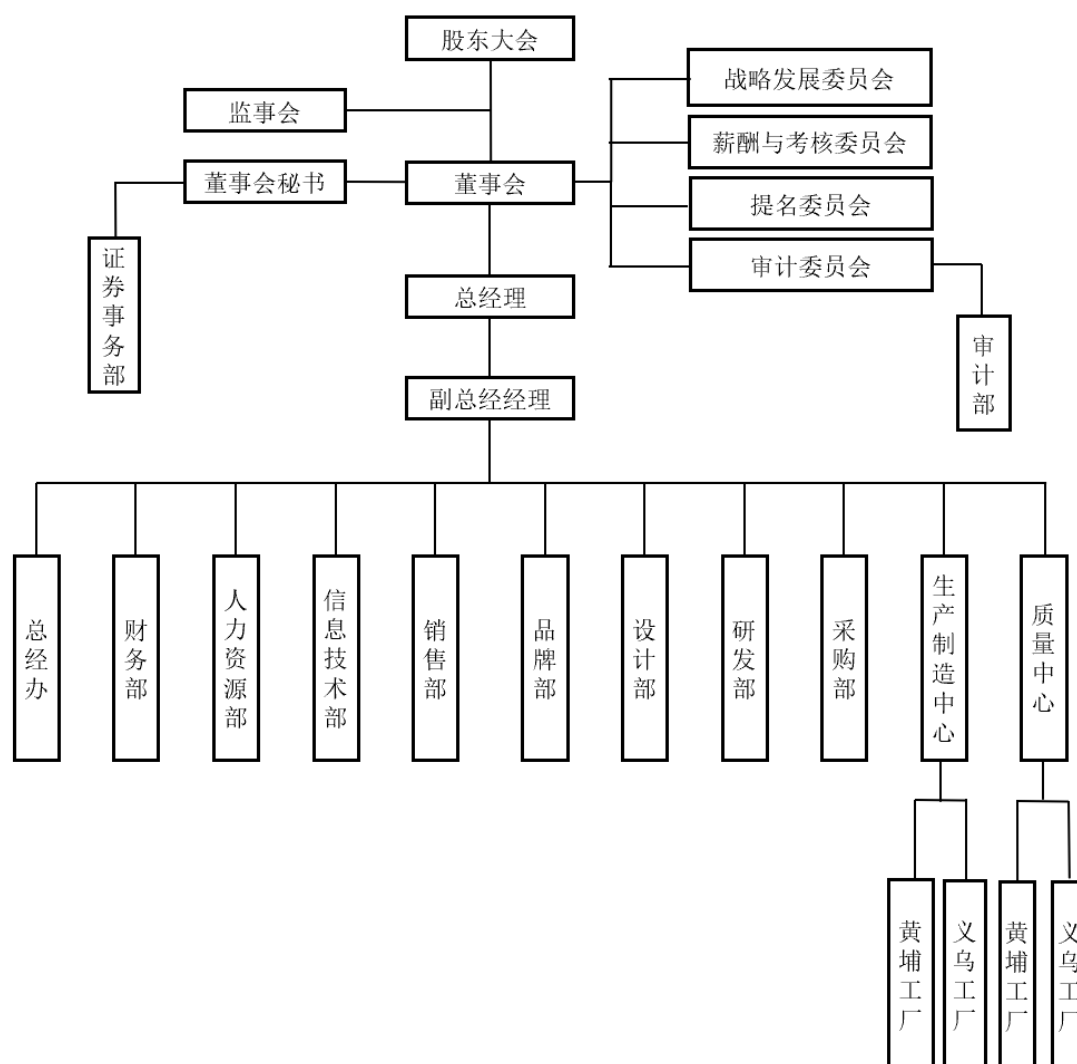 股东大会
战略发展委员会
监事会
薪酬与考核委员会
董事会秘书
董事会
提名委员会
审计委员会
证券事务部
总经理
审计部
副总经经理
总经办
财务部
人力资源部
信息技术部
销售部
品牌部
设计部
研发部
采购部
生产制造中心
质量中心
黄埔工厂
义乌工厂
黄埔工厂
义乌工厂